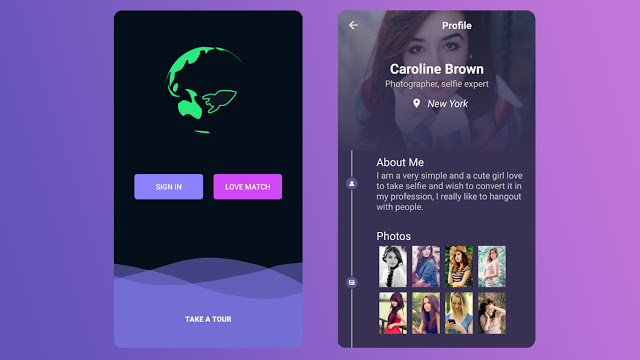 SIGN IN
LOVE MATCH
TAKE A TOUR
Profile
Caroline Brown
Photographer, selfie expert
New York
About Me
I am a very simple and a cute girl love
to take selfie and wish to convert it in
my profession, I really like to hangout
with people.
Photos